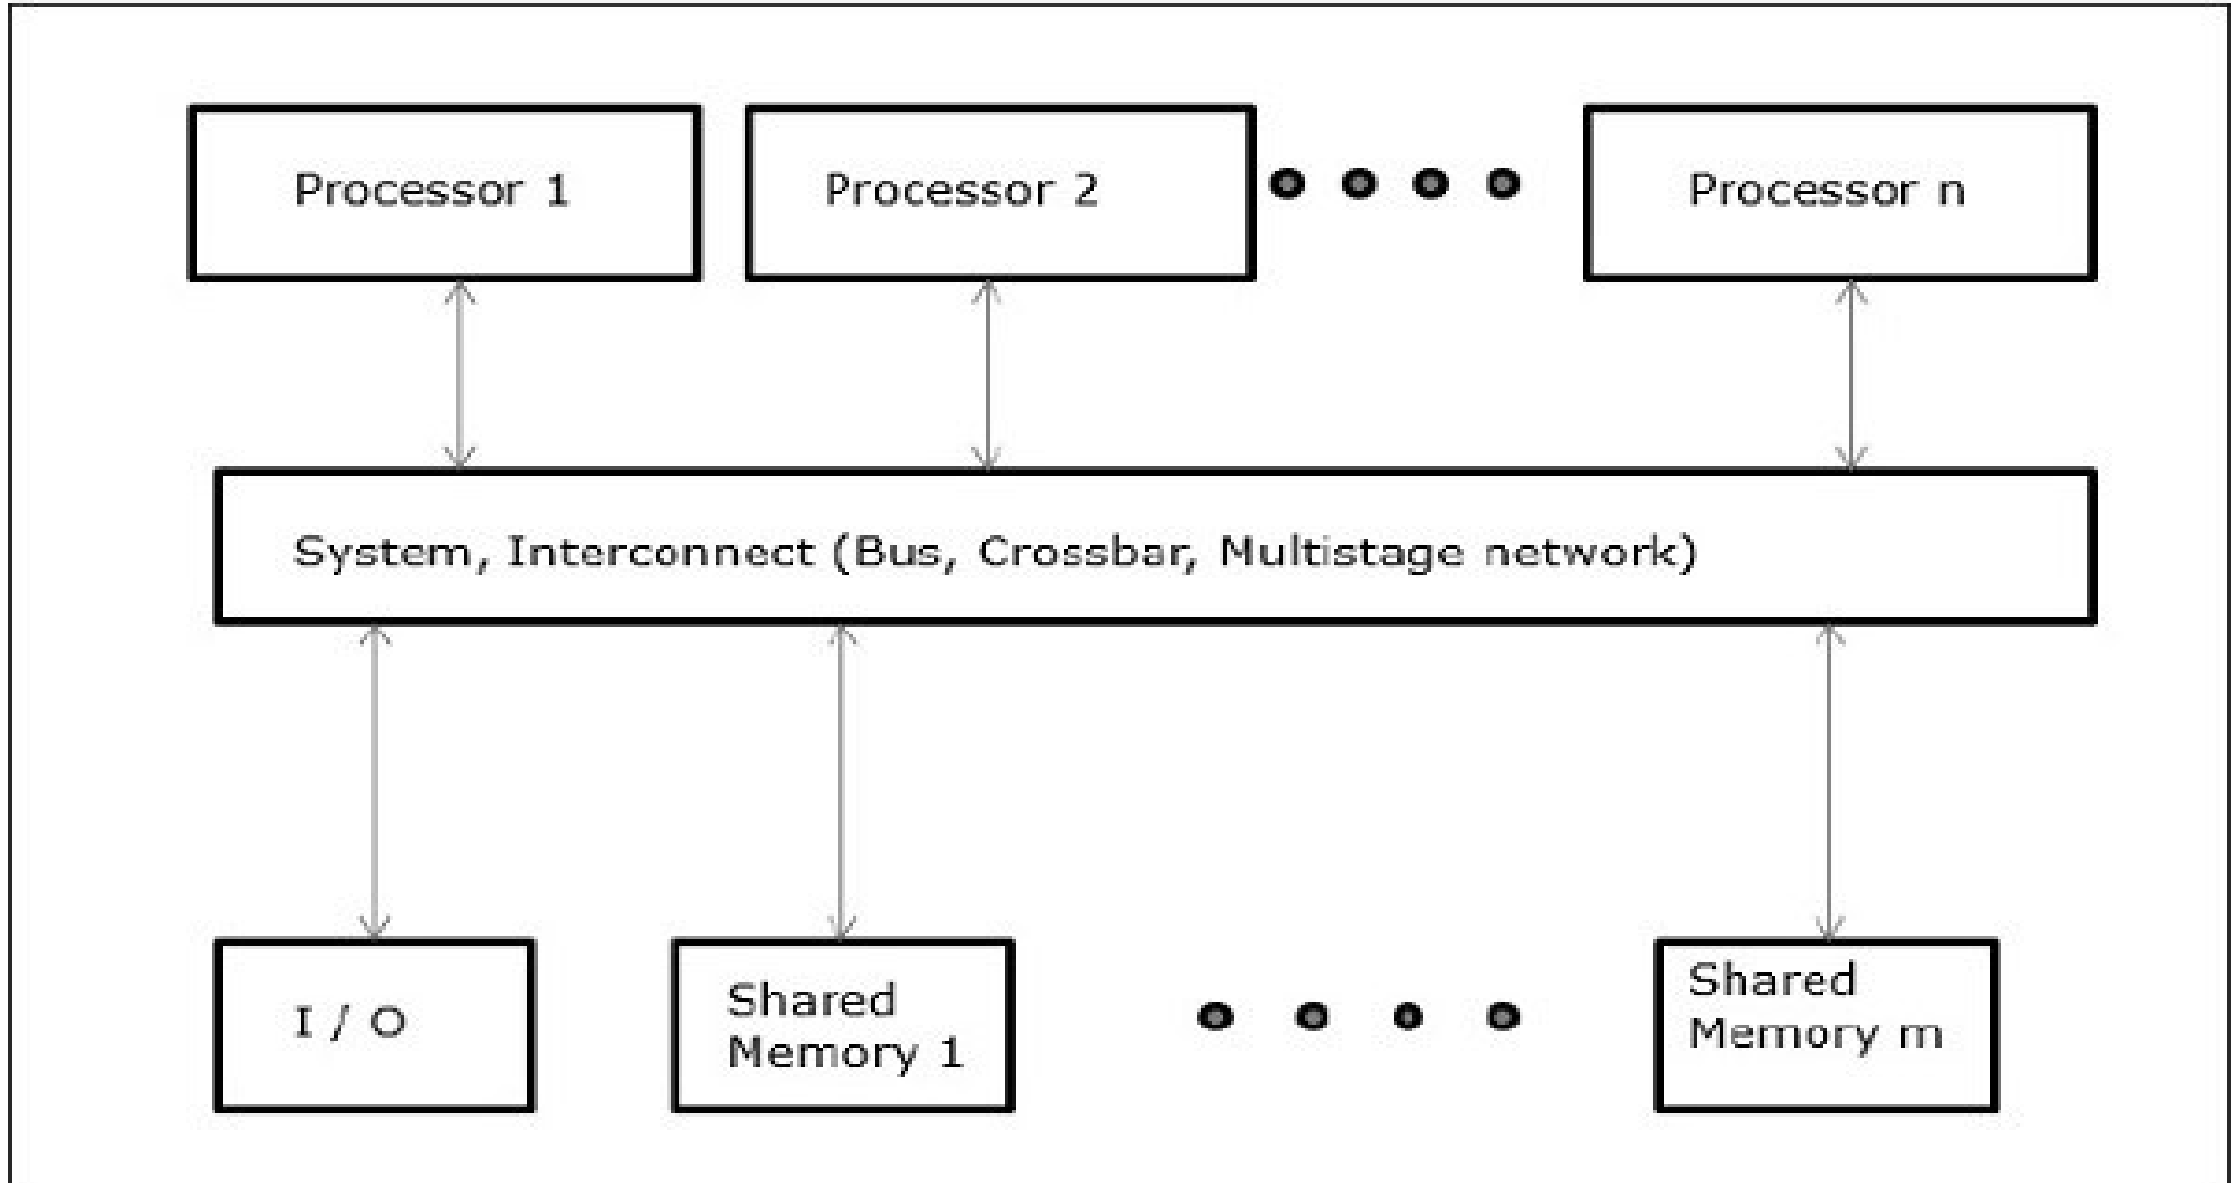 Processor 1
Processor 2
Processor n
System, Interconnect (Bus, Crossbar, Multistage network)
I / O
Shared
Memory 1
Shared
Memory m